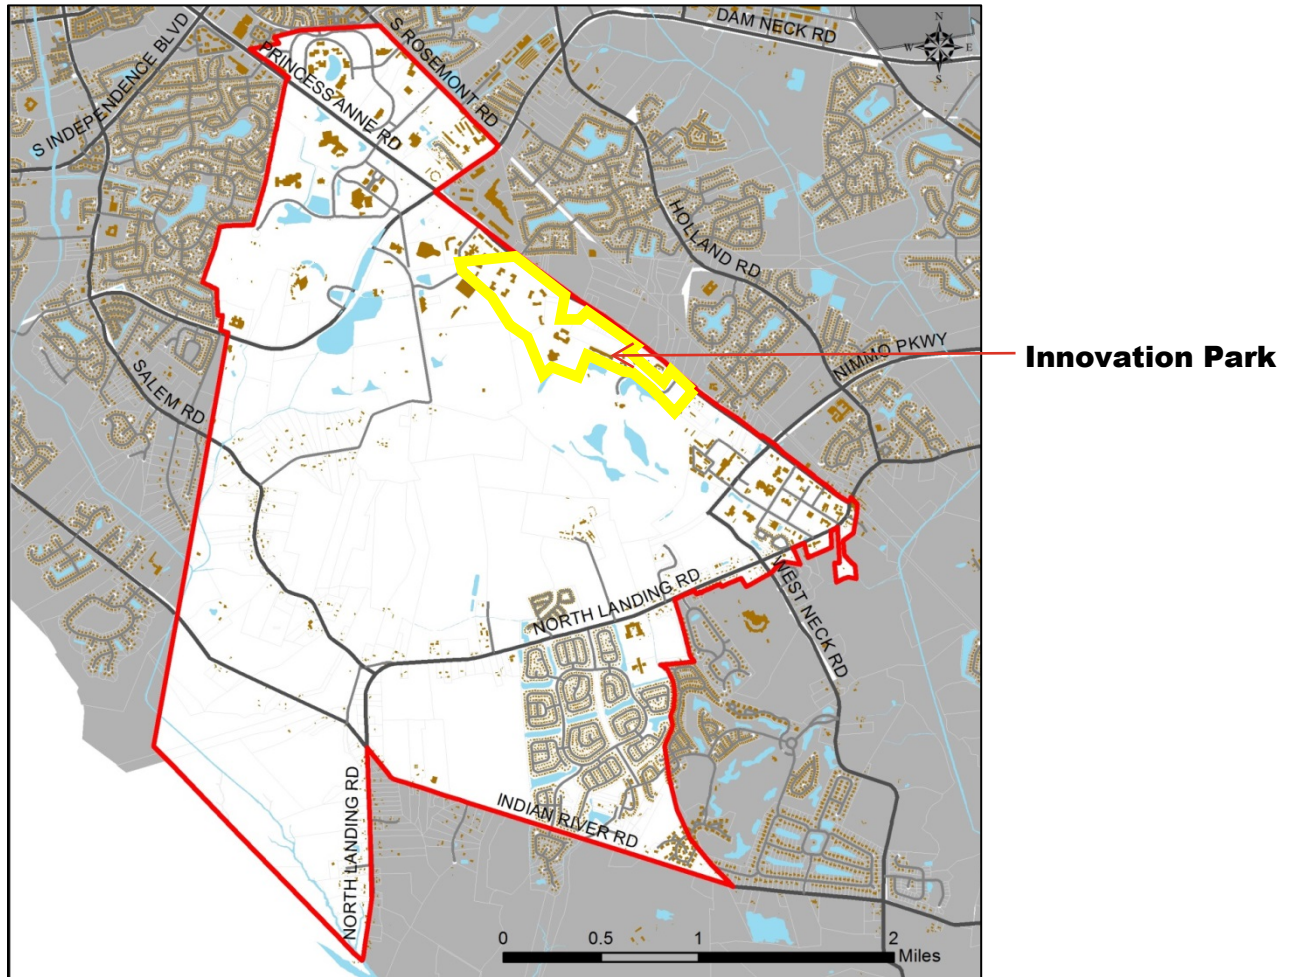 DAM NECK RD
N
W E
S
S ROSEMONT RD
S INDEPENDENCE BLVD
PRINCESS ANNE RD
HOLLAND RD
NIMMO PKWY
Innovation Park
SALEM RD
NORTH LANDING RD
WEST NECK RD
NORTH LANDING RD
INDIAN RIVER RD
0 0.5 1 2
Miles